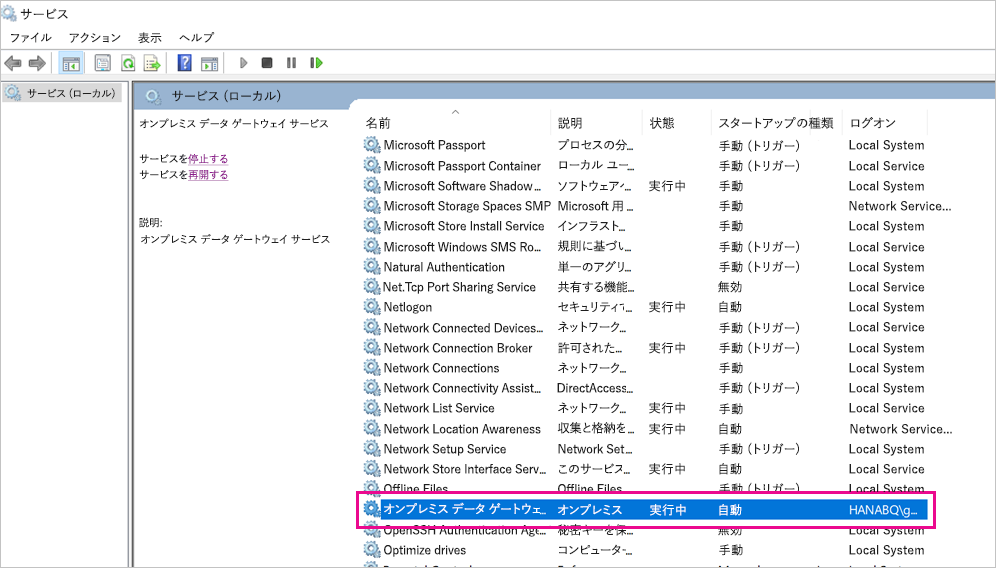 サービス
ファイル アクション 表示 ヘルプ
サービス (ローカル)
サービス (ローカル)
オンプレミス データ ゲートウェイ サービス
サービスを停止する
サービスを再開する
説明:
オンプレミス データ ゲートウェイ サービス
名前 説明 状態 スタートアップの種類 ログオン
Microsoft Passport プロセスの分... 手動 (トリガー) Local System
Microsoft Passport Container ローカル ユー... 手動 (トリガー) Local Service
Microsoft Software Shadow... ソフトウェア... 実行中 手動 Local System
Microsoft Storage Spaces SMP Microsoft 用... 手動 Network Service...
Microsoft Store Install Service インフラスト... 手動 Local System
Microsoft Windows SMS Ro... 規則に基づい... 手動 (トリガー) Local System
Natural Authentication 単一のアグリ... 手動 (トリガー) Local System
Net.Tcp Port Sharing Service 共有する機能... 無効 Local Service
Netlogon セキュリティ... 実行中 自動 Local System
Network Connected Devices... ネットワーク... 手動 (トリガー) Local Service
Network Connection Broker 許可された... 実行中 手動 (トリガー) Local System
Network Connections ネットワーク... 手動 Local System
Network Connectivity Assist... DirectAccess... 手動 (トリガー) Local System
Network List Service ネットワーク... 実行中 手動 Local Service
Network Location Awareness 収集と格納を... 実行中 自動 Network Service...
Network Setup Service Network Set... 手動 (トリガー) Local System
Network Store Interface Serv... このサービス... 実行中 自動 Local Service
Offline Files Offline Files 手動 (トリガー) Local System
オンプレミス データ ゲートウェ... オンプレミス 実行中 自動 HANABQ\g...
OpenSSH Authentication Age... 秘密キーを保... 無効 Local System
Optimize drives コンピューター... 手動 Local System